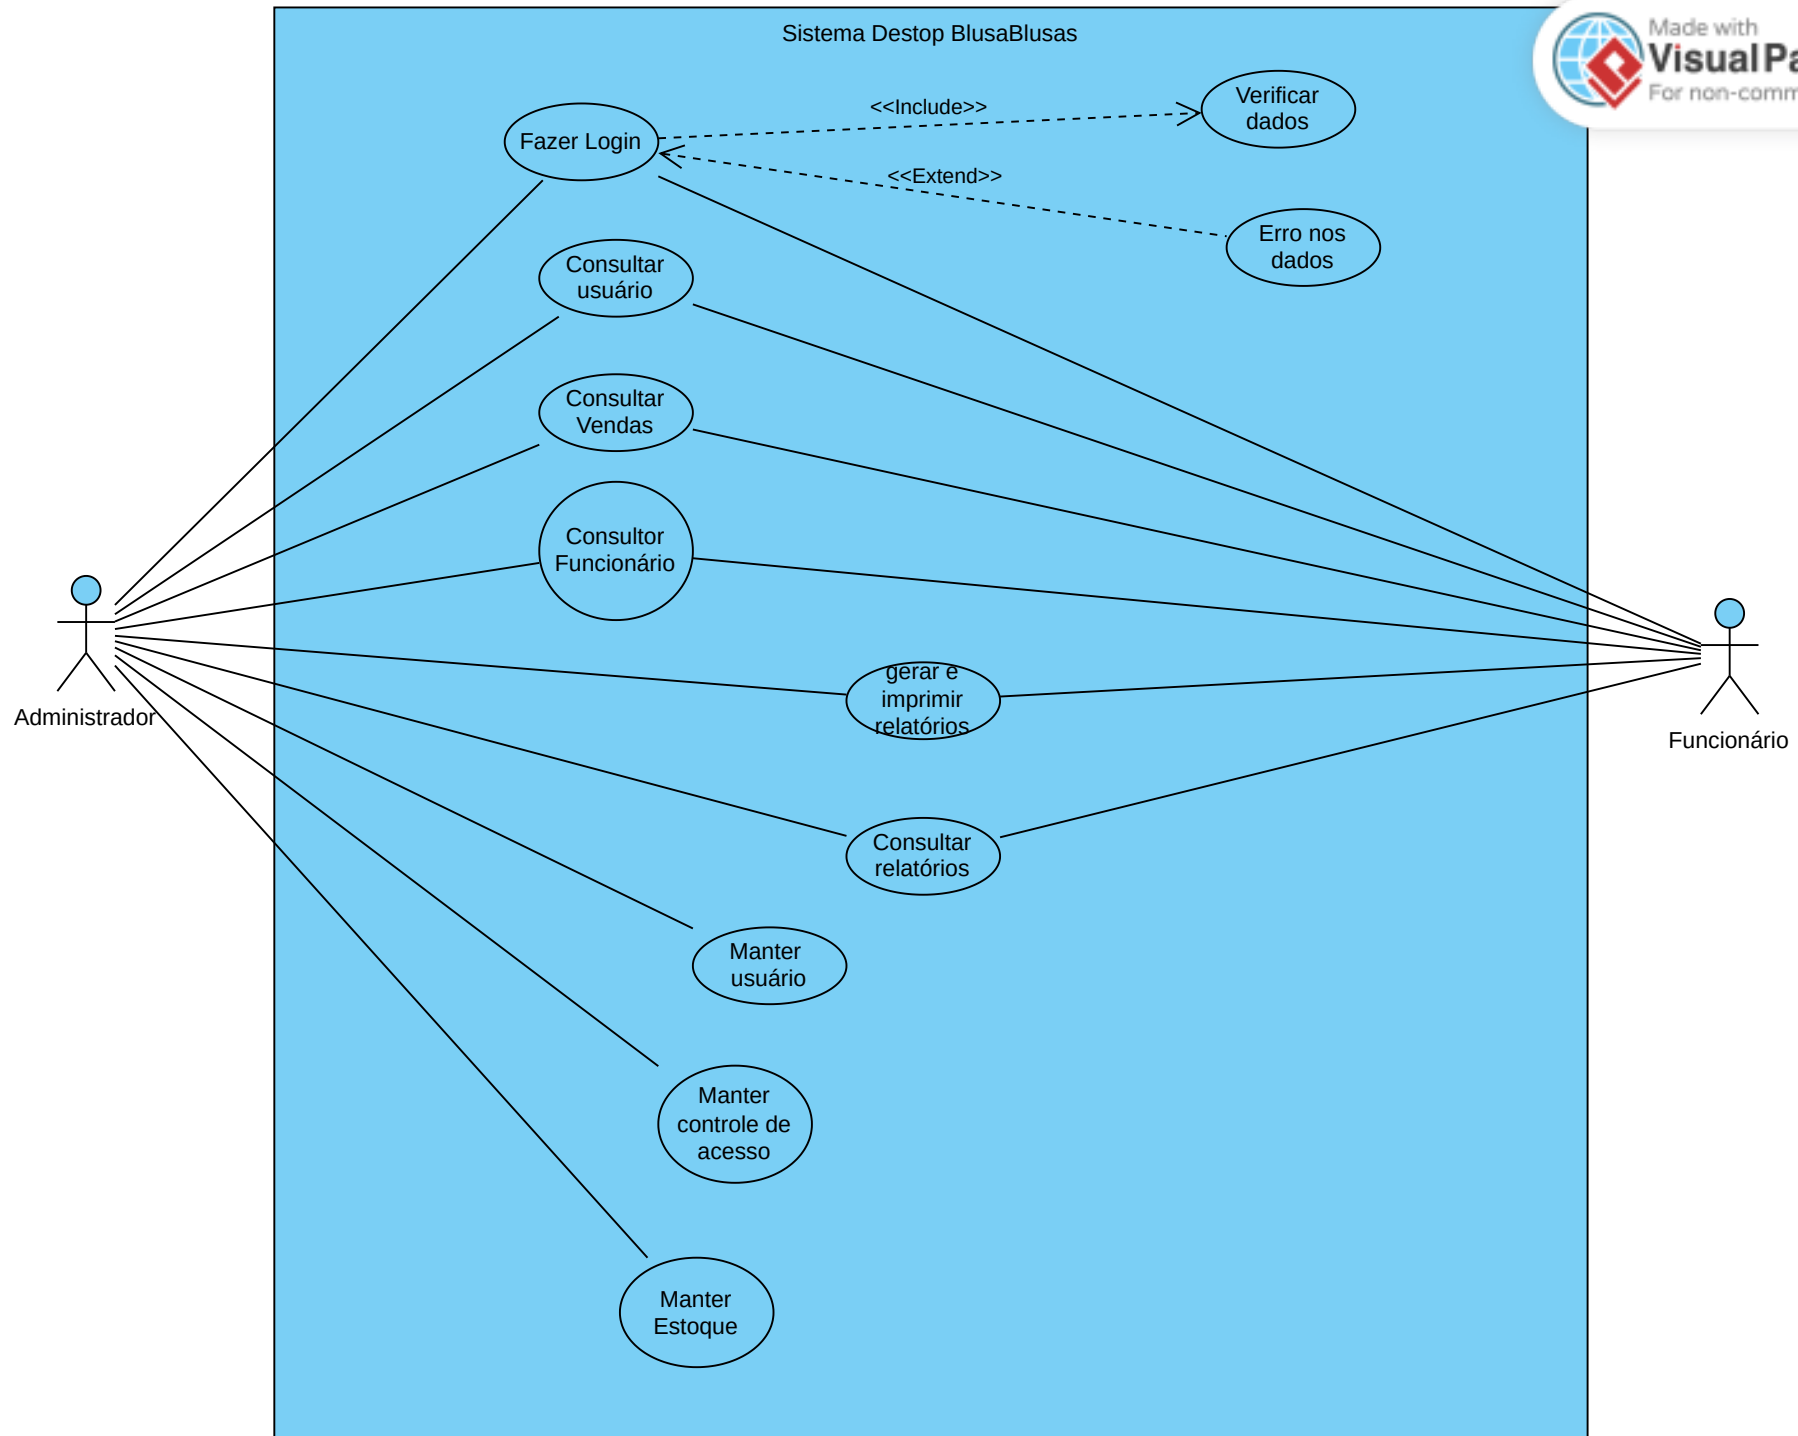 Sistema Destop BlusaBlusas
Made with
Visual Pa
For non-comm
<<Include>>
Verificar
dados
Fazer Login
<<Extend>>
Erro nos
dados
Consultar
usuário
Consultar
Vendas
Consultor
Funcionário
gerar e
imprimir
relatórios
Administrador
Funcionário
Consultar
relatórios
Manter
usuário
Manter
controle de
acesso
Manter
Estoque